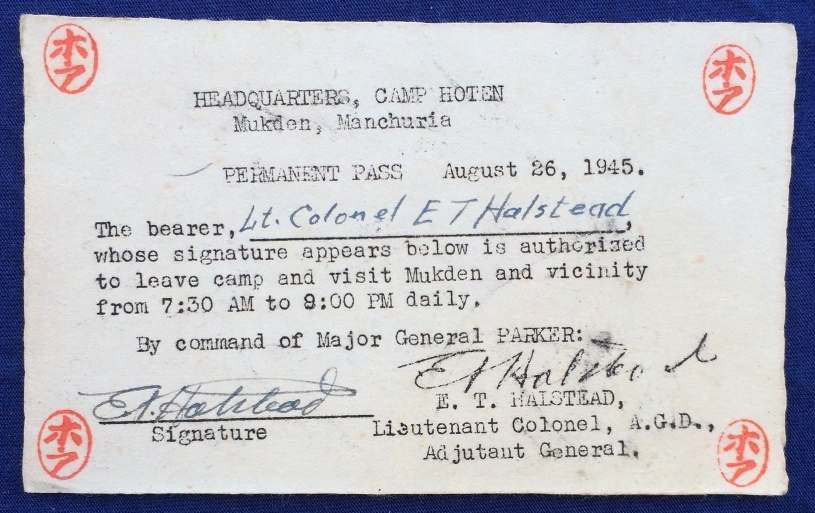 ホ
ア
ホ
ア
HEADQUARTERS, CAMP HOTEN
Mukden, Manchuria
PERMANENT PASS August 26, 1945.
The bearer, Lt. Colonel E T Halstead,
whose signature appears below is authorized
to leave camp and visit Mukden and vicinity
from 7:30 AM to 9:00 PM daily.
By command of Major General PARKER:
E T Halstead
E. T. Halstead
E. T. HALSTEAD,
Signature
Lieutenant Colonel, A.G.D.,
Adjutant General.
ホ
ア
ホ
ア